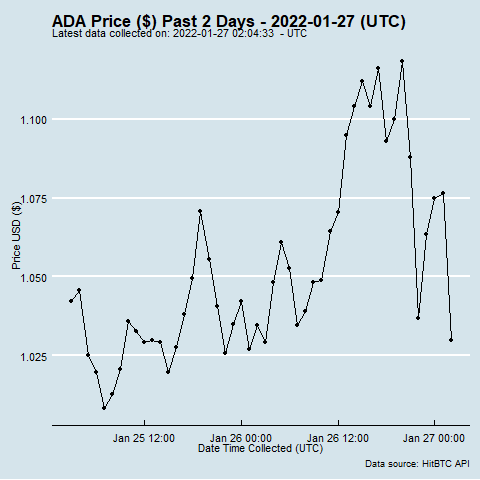 ADA Price ($) Past 2 Days - 2022-01-27 (UTC)
Latest data collected on: 2022-01-27 02:04:33 - UTC
1.100
1.075
1.050
1.025
Price USD ($)
Jan 25 12:00 Jan 26 00:00 Jan 26 12:00 Jan 27 00:00
Date Time Collected (UTC)
Data source: HitBTC API